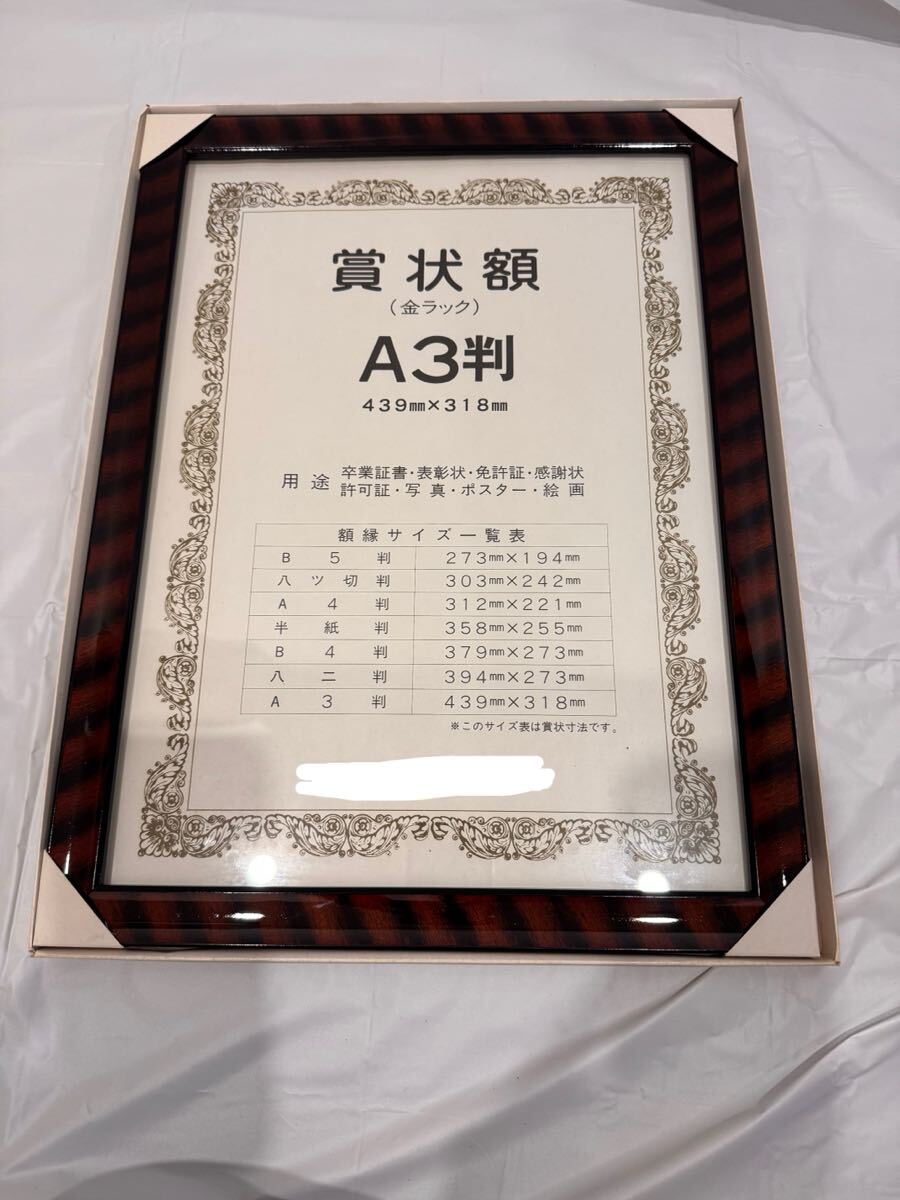 賞状額
(金ラック)
A3判
439㎜×318㎜
用途 卒業証書・表彰状・免許証・感謝状
許可証・写真・ポスター・絵画
額縁サイズ一覧表
B5判 273㎜×194㎜
八ツ切判 303㎜×242㎜
A4判 312㎜×221㎜
半紙判 358㎜×255㎜
B4判 379㎜×273㎜
八二判 394㎜×273㎜
A3判 439㎜×318㎜
※このサイズ表は賞状寸法です。